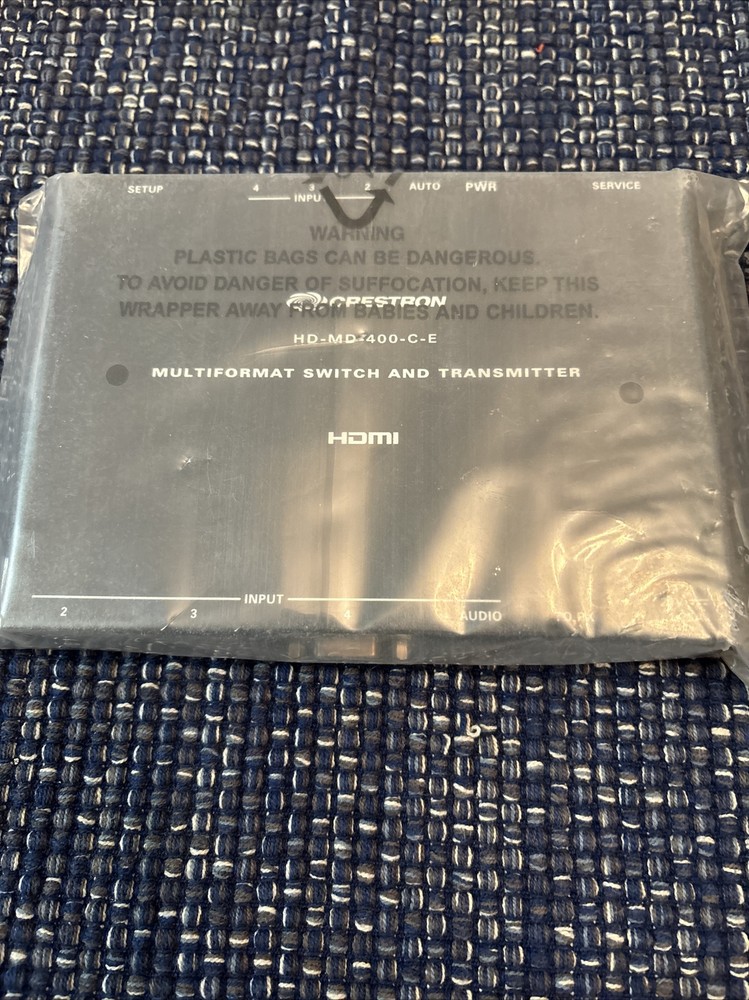 SETUP 4 3 2 AUTO PWR SERVICE
INPU
WARNING
PLASTIC BAGS CAN BE DANGEROUS.
TO AVOID DANGER OF SUFFOCATION, KEEP THIS
CRESTRON
WRAPPER AWAY FROM BABIES AND CHILDREN.
HD-MD-400-C-E
MULTIFORMAT SWITCH AND TRANSMITTER
HDMI
INPUT
2 3 4 AUDIO